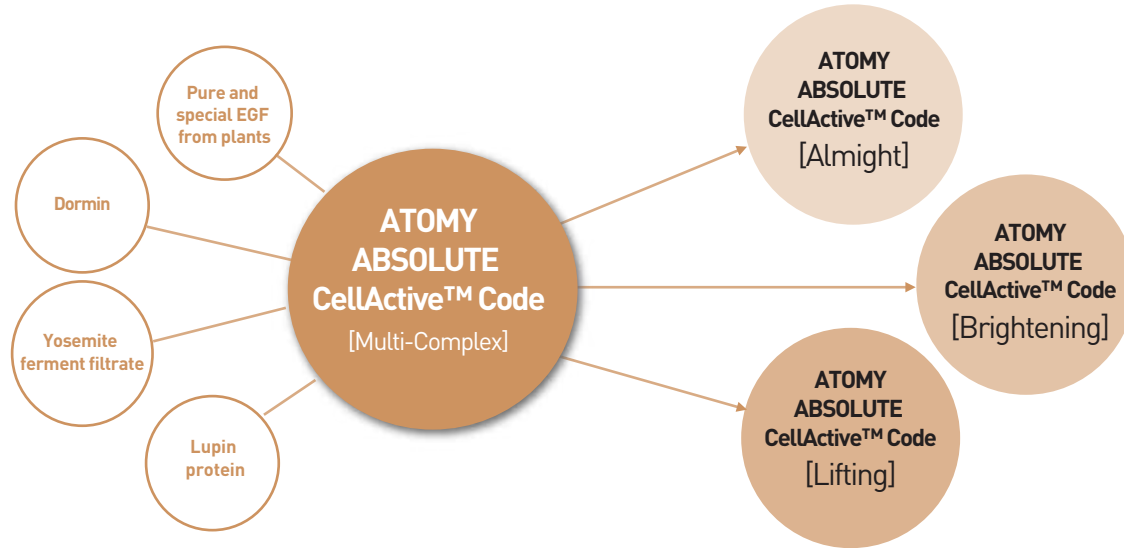 Pure and
special EGF
from plants
Dormin
Yosemite
ferment filtrate
Lupin
protein
ATOMY
ABSOLUTE
CellActive™ Code
[Multi-Complex]
ATOMY
ABSOLUTE
CellActive™ Code
[Almight]
ATOMY
ABSOLUTE
CellActive™ Code
[Brightening]
ATOMY
ABSOLUTE
CellActive™ Code
[Lifting]